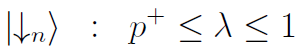 |↓ₙ⟩ : p⁺ ≤ λ ≤ 1